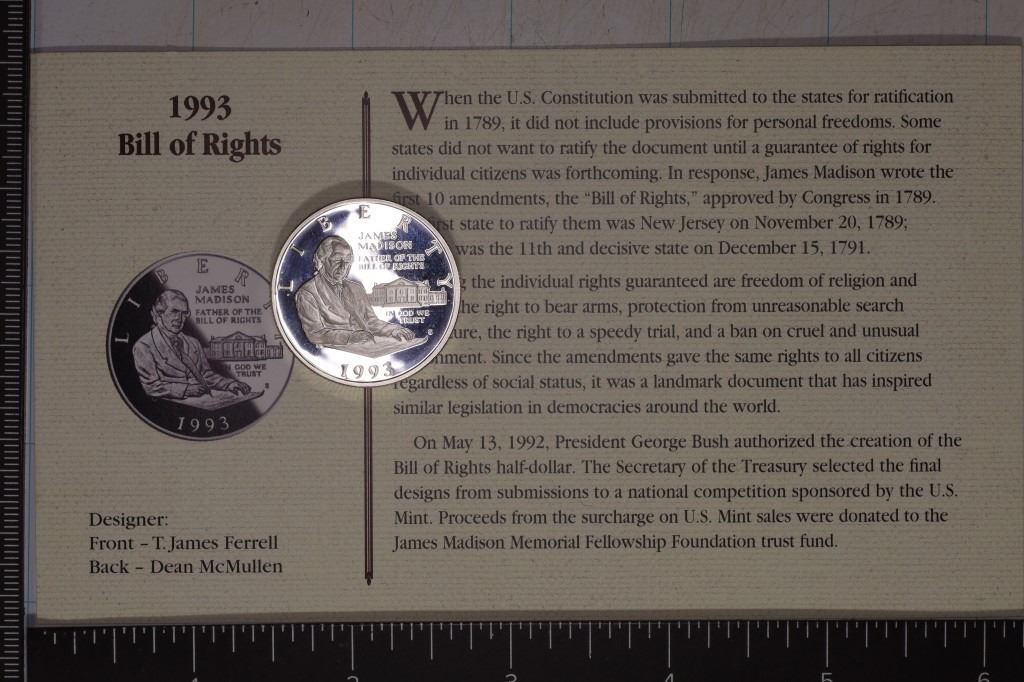 1993
Bill of Rights
LIBER
JAMES
MADISON
FATHER OF THE
BILL OF RIGHTS
IN GOD WE
TRUST
S
1993
LIBERTY
JAMES
MADISON
FATHER OF THE
BILL OF RIGHTS
IN GOD WE
TRUST
S
1993
Designer:
Front – T. James Ferrell
Back – Dean McMullen
When the U.S. Constitution was submitted to the states for ratification
in 1789, it did not include provisions for personal freedoms. Some
states did not want to ratify the document until a guarantee of rights for
individual citizens was forthcoming. In response, James Madison wrote the
first 10 amendments, the “Bill of Rights,” approved by Congress in 1789.
rst state to ratify them was New Jersey on November 20, 1789;
was the 11th and decisive state on December 15, 1791.
g the individual rights guaranteed are freedom of religion and
he right to bear arms, protection from unreasonable search
ure, the right to a speedy trial, and a ban on cruel and unusual
nment. Since the amendments gave the same rights to all citizens
regardless of social status, it was a landmark document that has inspired
similar legislation in democracies around the world.
On May 13, 1992, President George Bush authorized the creation of the
Bill of Rights half-dollar. The Secretary of the Treasury selected the final
designs from submissions to a national competition sponsored by the U.S.
Mint. Proceeds from the surcharge on U.S. Mint sales were donated to the
James Madison Memorial Fellowship Foundation trust fund.
1 2 3 4 5 6